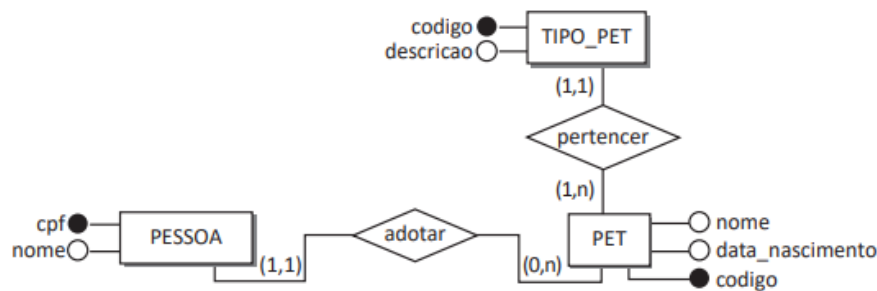 codigo
descricao
TIPO_PET
(1,1)
pertencer
(1,n)
cpf
nome
PESSOA
(1,1)
adotar
(0,n)
PET
nome
data_nascimento
codigo